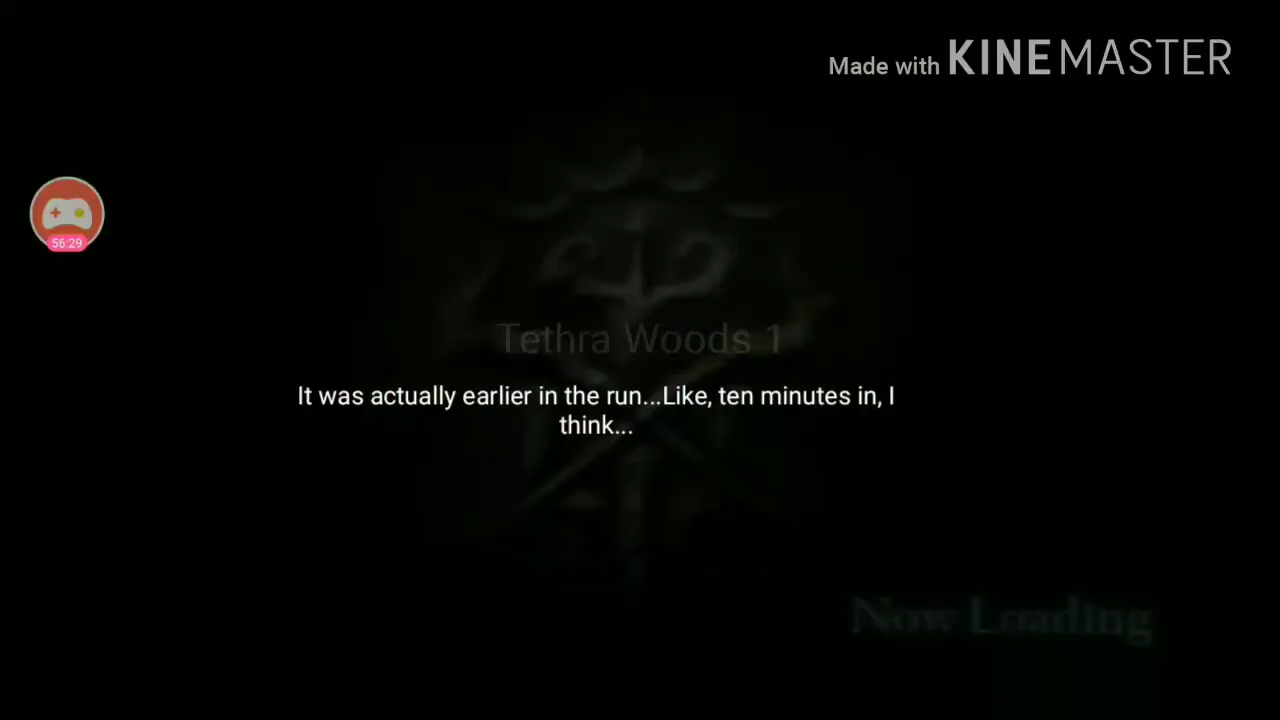 Made with KINEMASTER
56:29
Tethra Woods 1
It was actually earlier in the run...Like, ten minutes in, I
think...
Now Loading